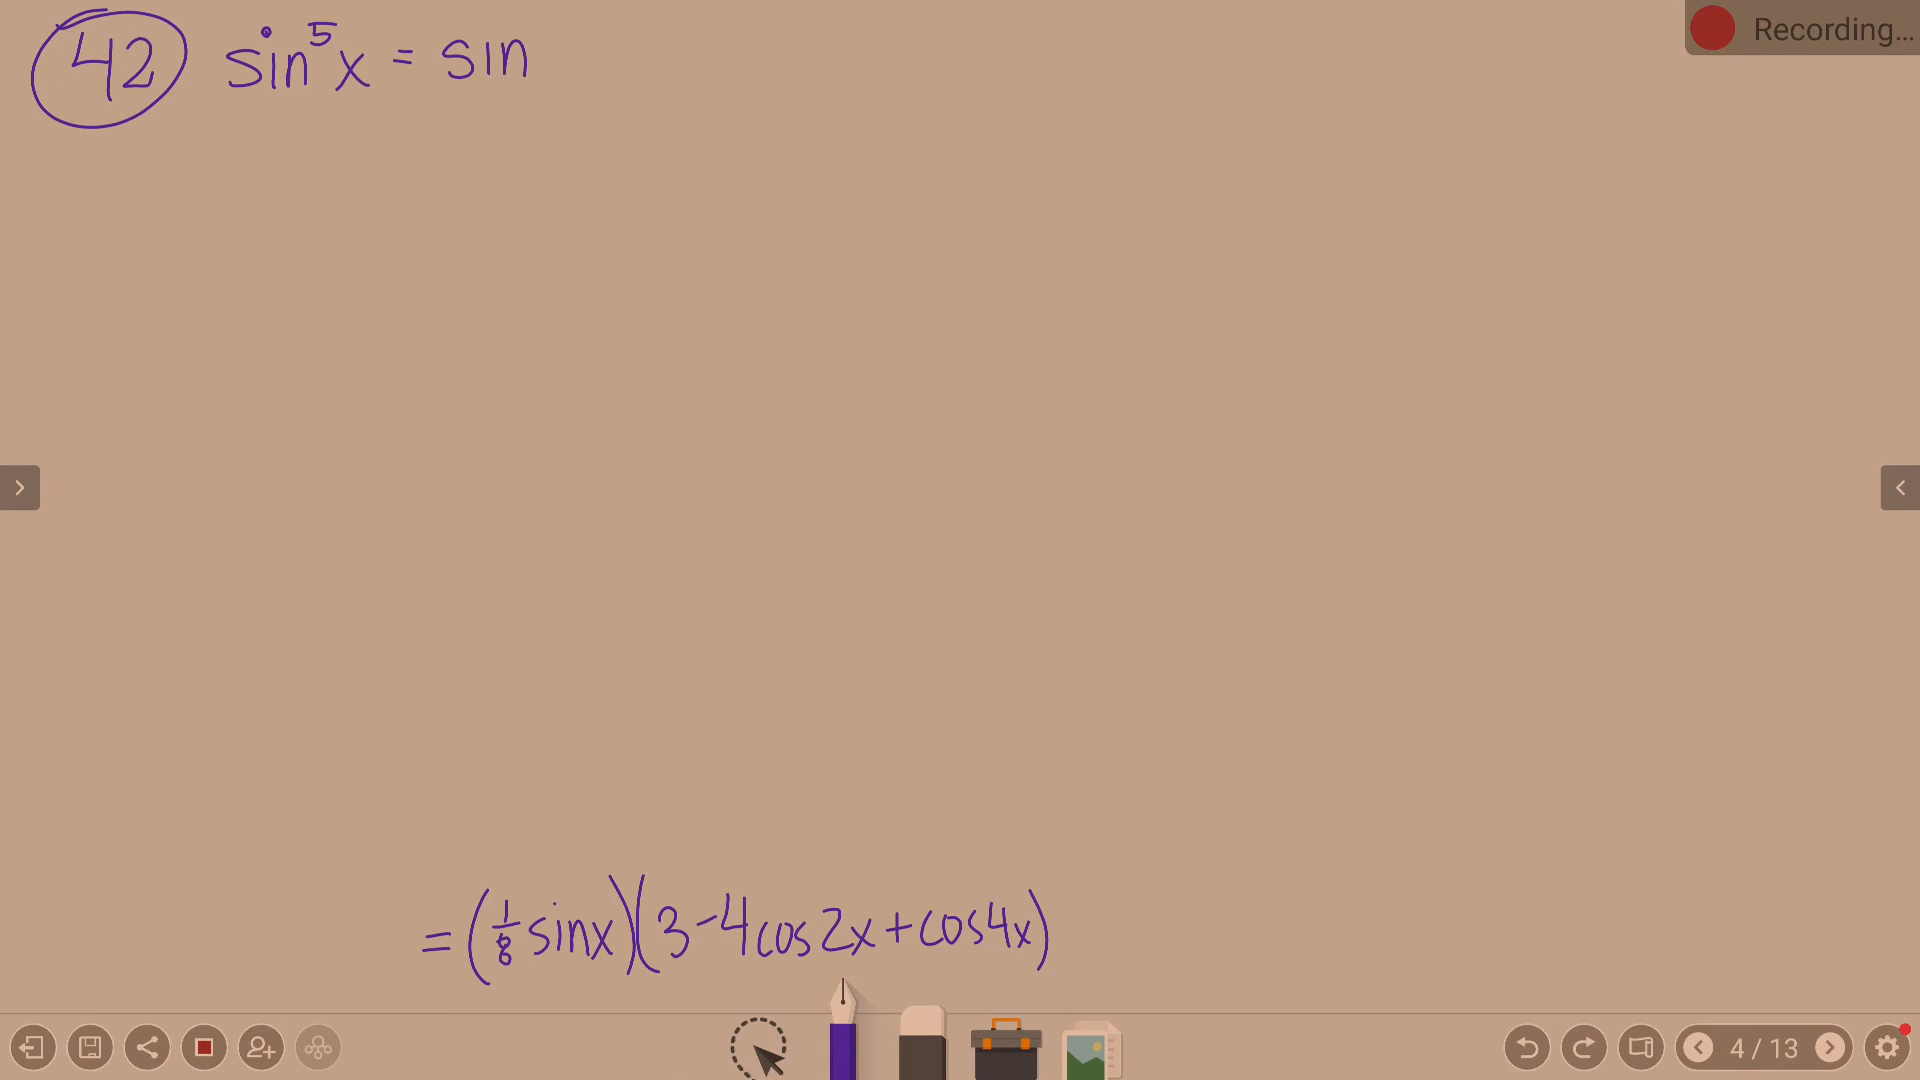 Recording...
42 sin⁵x = sin
= (1/8 sinx)(3-4cos2x+cos4x)
4 / 13